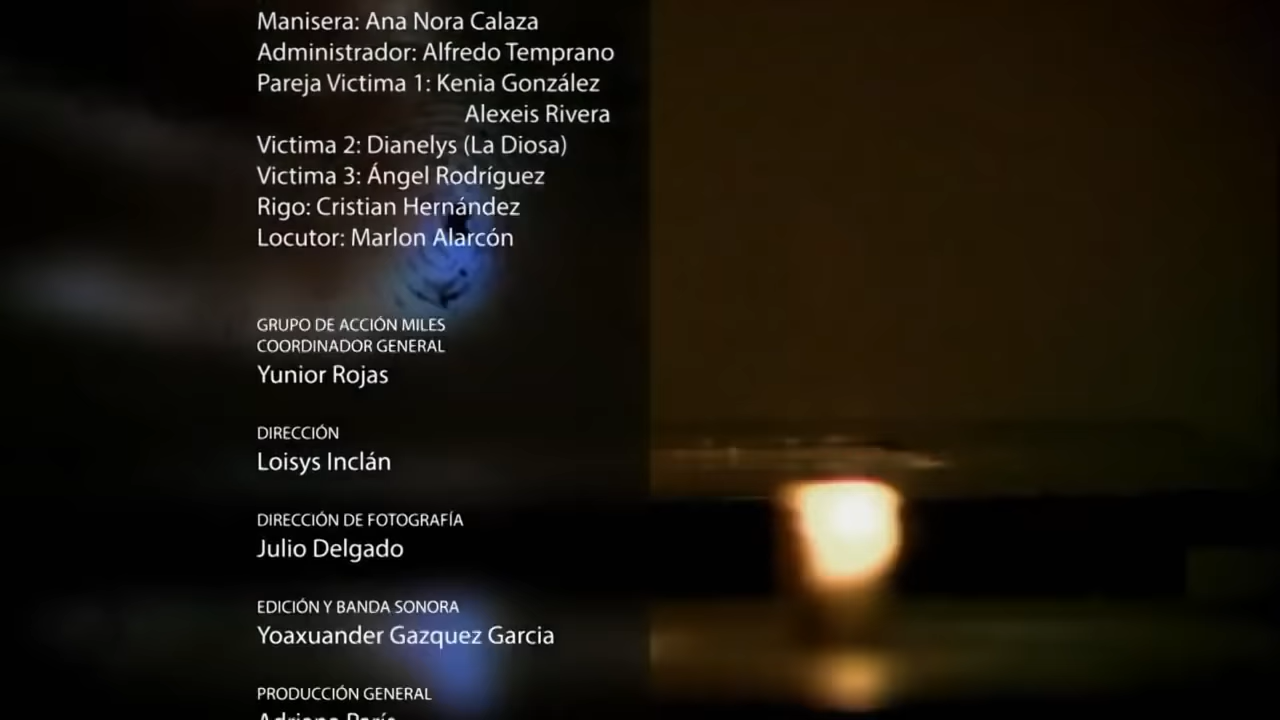 Manisera: Ana Nora Calaza
Administrador: Alfredo Temprano
Pareja Victima 1: Kenia González
Alexeis Rivera
Victima 2: Dianelys (La Diosa)
Victima 3: Ángel Rodríguez
Rigo: Cristian Hernández
Locutor: Marlon Alarcón
GRUPO DE ACCIÓN MILES
COORDINADOR GENERAL
Yunior Rojas
DIRECCIÓN
Loisys Inclán
DIRECCIÓN DE FOTOGRAFÍA
Julio Delgado
EDICIÓN Y BANDA SONORA
Yoaxuander Gazquez Garcia
PRODUCCIÓN GENERAL